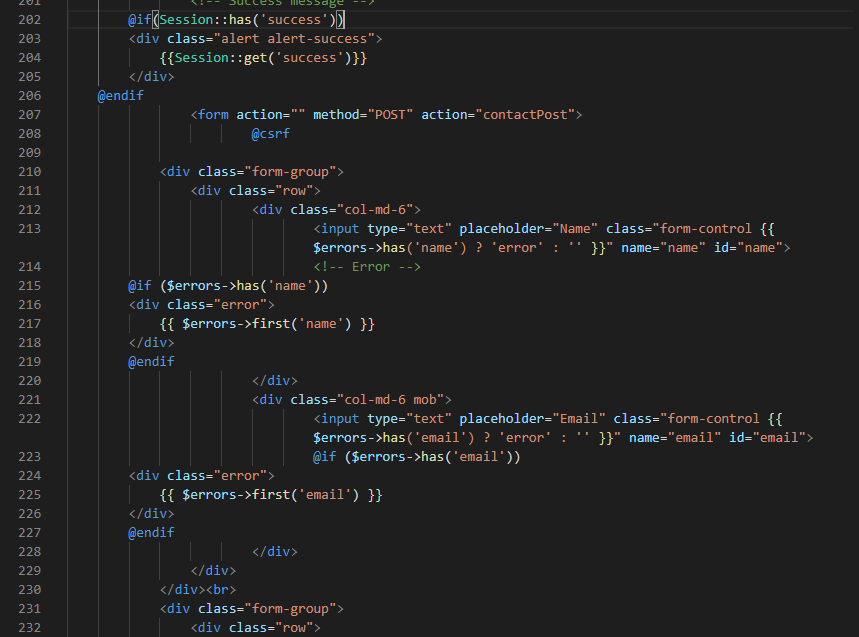 201 <!-- Success message -->
202 @if(Session::has('success'))
203 <div class="alert alert-success">
204 {{Session::get('success')}}
205 </div>
206 @endif
207 <form action="" method="POST" action="contactPost">
208 @csrf
209
210 <div class="form-group">
211 <div class="row">
212 <div class="col-md-6">
213 <input type="text" placeholder="Name" class="form-control {{
$errors->has('name') ? 'error' : '' }}" name="name" id="name">
214 <!-- Error -->
215 @if ($errors->has('name'))
216 <div class="error">
217 {{ $errors->first('name') }}
218 </div>
219 @endif
220 </div>
221 <div class="col-md-6 mob">
222 <input type="text" placeholder="Email" class="form-control {{
$errors->has('email') ? 'error' : '' }}" name="email" id="email">
223 @if ($errors->has('email'))
224 <div class="error">
225 {{ $errors->first('email') }}
226 </div>
227 @endif
228 </div>
229 </div>
230 </div><br>
231 <div class="form-group">
232 <div class="row">